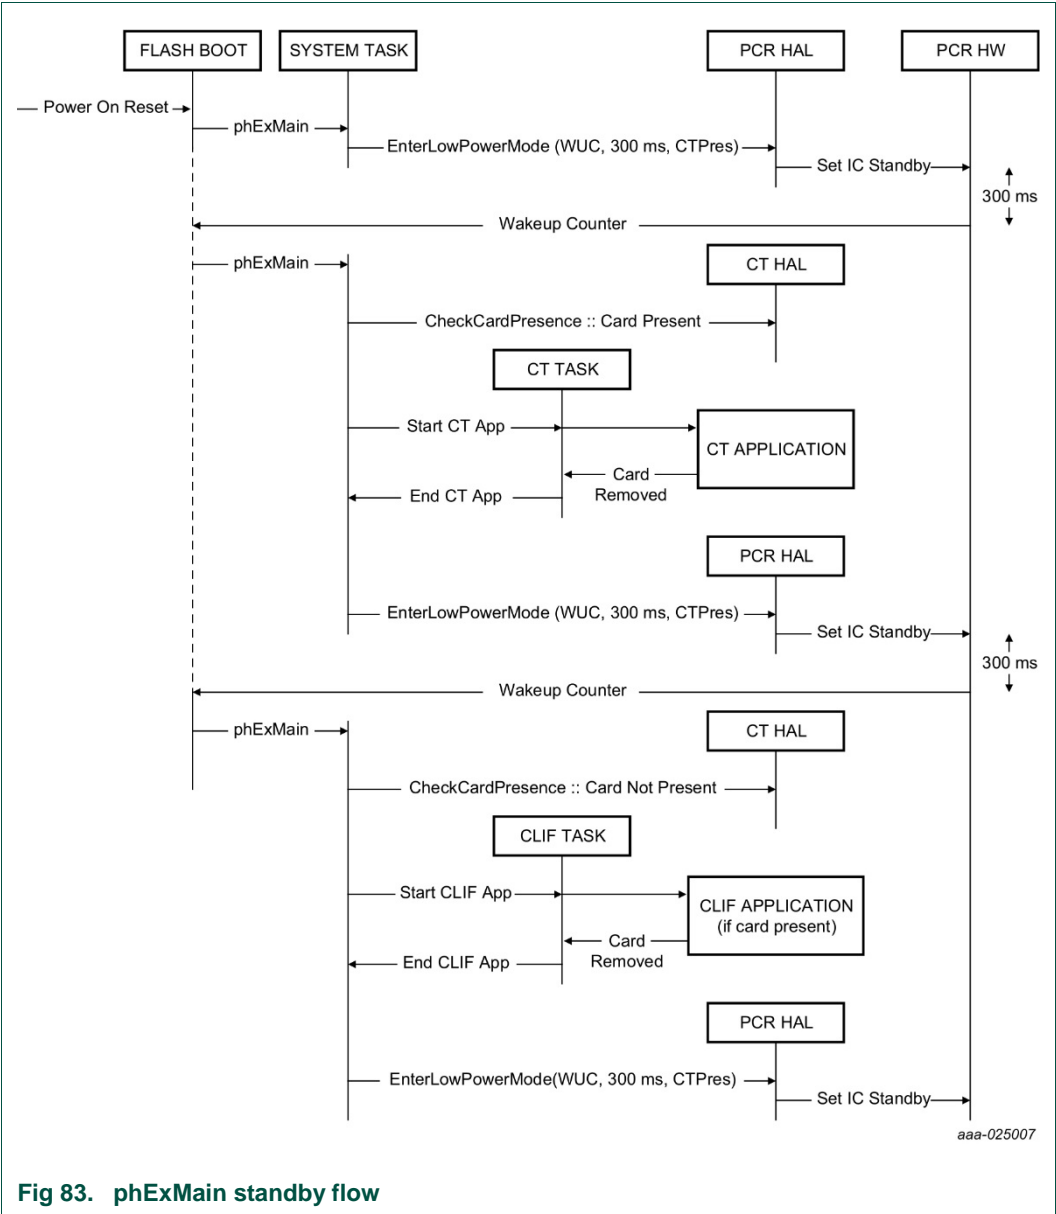 FLASH BOOT
SYSTEM TASK
PCR HAL
PCR HW
Power On Reset
phExMain
EnterLowPowerMode (WUC, 300 ms, CTPres)
Set IC Standby
300 ms
Wakeup Counter
phExMain
CT HAL
CheckCardPresence :: Card Present
CT TASK
Start CT App
CT APPLICATION
Card
Removed
End CT App
PCR HAL
EnterLowPowerMode (WUC, 300 ms, CTPres)
Set IC Standby
300 ms
Wakeup Counter
phExMain
CT HAL
CheckCardPresence :: Card Not Present
CLIF TASK
Start CLIF App
CLIF APPLICATION
(if card present)
Card
Removed
End CLIF App
PCR HAL
EnterLowPowerMode(WUC, 300 ms, CTPres)
Set IC Standby
aaa-025007
Fig 83. phExMain standby flow